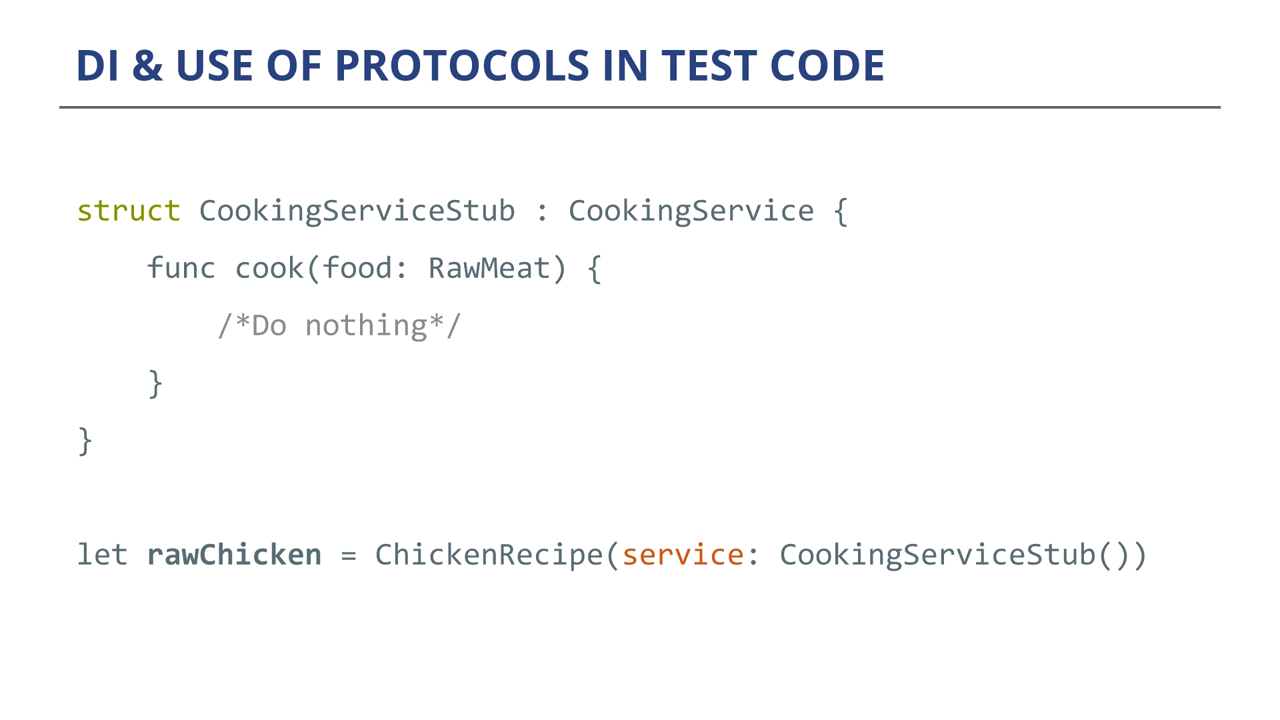 DI & USE OF PROTOCOLS IN TEST CODE
struct CookingServiceStub : CookingService {
    func cook(food: RawMeat) {
        /*Do nothing*/
    }
}
let rawChicken = ChickenRecipe(service: CookingServiceStub())